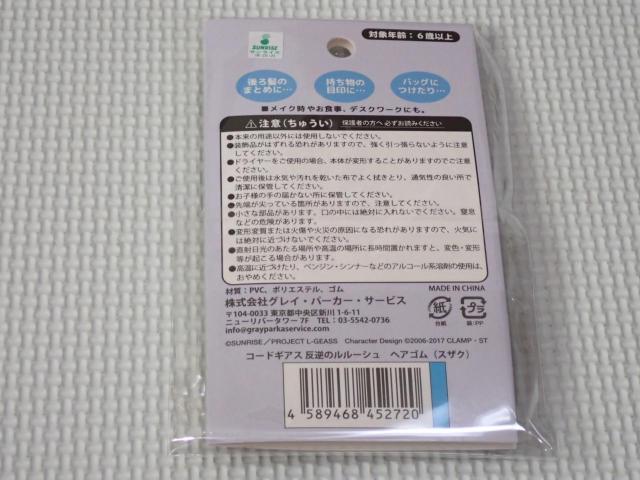 SUNRISE
サンライズ
対象年齢：6歳以上
後ろ髪の
まとめに…
持ち物の
目印に…
バッグに
つけたり…
■メイク時やお食事、デスクワークにも。
注意（ちゅうい） 保護者の方へ 必ずお読みください
●本来の用途以外には使用しないでください。
●装飾品がはずれる恐れがありますので、強く引っ張らないように注意
してください。
●ドライヤーをご使用の場合、本体が変形することがありますのでご注意
ください。
●ご使用後は水気や汚れを乾いた布でよく拭きとり、通気性の良い所で
清潔に保管してください。
●お子様の手の届かない所に保管してください。
●先端が尖っている箇所がありますので、注意してください。
●小さな部品があります。口の中には絶対に入れないでください。窒息
などの危険があります。
●変形変質または火傷や火災の原因になる恐れがありますので、火気に
は絶対に近づけないでください。
●直射日光のあたる場所や高温の場所に長時間置かれますと、変色・変形
等が起こる場合があります。
●高温に近づけたり、ベンジン・シンナーなどのアルコール系溶剤の使用は、
おやめください。
材質：PVC、ポリエステル、ゴム
株式会社グレイ・パーカー・サービス
〒104-0033 東京都中央区新川 1-6-11
ニューリバータワー 7F TEL：03-5542-0736
info@grayparkaservice.com
MADE IN CHINA
紙
台紙
プラ
袋：PP
©SUNRISE／PROJECT L-GEASS Character Design ©2006-2017 CLAMP・ST
コードギアス 反逆のルルーシュ ヘアゴム（スザク）
4 589468 452720